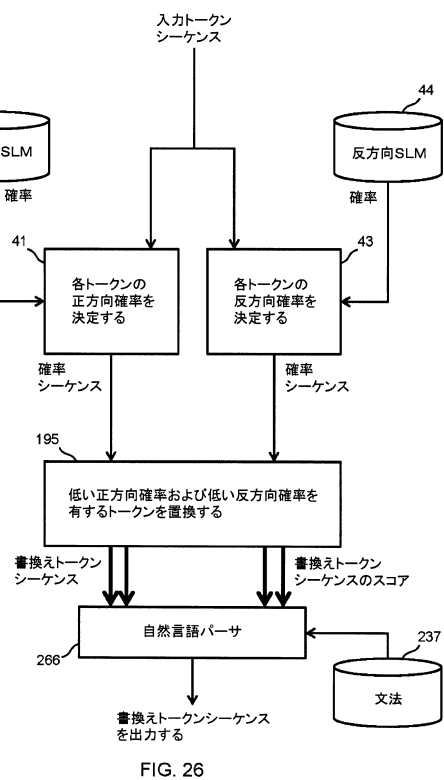 入力トークン
シーケンス
44
SLM
反方向SLM
確率
確率
41
43
各トークンの
正方向確率を
決定する
各トークンの
反方向確率を
決定する
確率
シーケンス
確率
シーケンス
195
低い正方向確率および低い反方向確率を
有するトークンを置換する
書換えトークン
シーケンス
書換えトークン
シーケンスのスコア
自然言語パーサ
266
237
文法
書換えトークンシーケンス
を出力する
FIG. 26